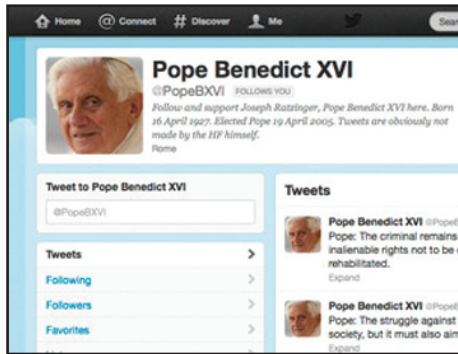 Home @ Connect # Discover Me Sear
Pope Benedict XVI
@PopeBXVI FOLLOWS YOU
Follow and support Joseph Ratzinger, Pope Benedict XVI here. Born
16 April 1927. Elected Pope 19 April 2005. Tweets are obviously not
made by the HF himself.
Rome
Tweet to Pope Benedict XVI
@PopeBXVI
Tweets
Following
Followers
Favorites
Tweets
Pope Benedict XVI @PopeB
Pope: The criminal remains
inalienable rights not to be
rehabilitated.
Expand
Pope Benedict XVI @PopeB
Pope: The struggle against
society, but it must also aim
Expand